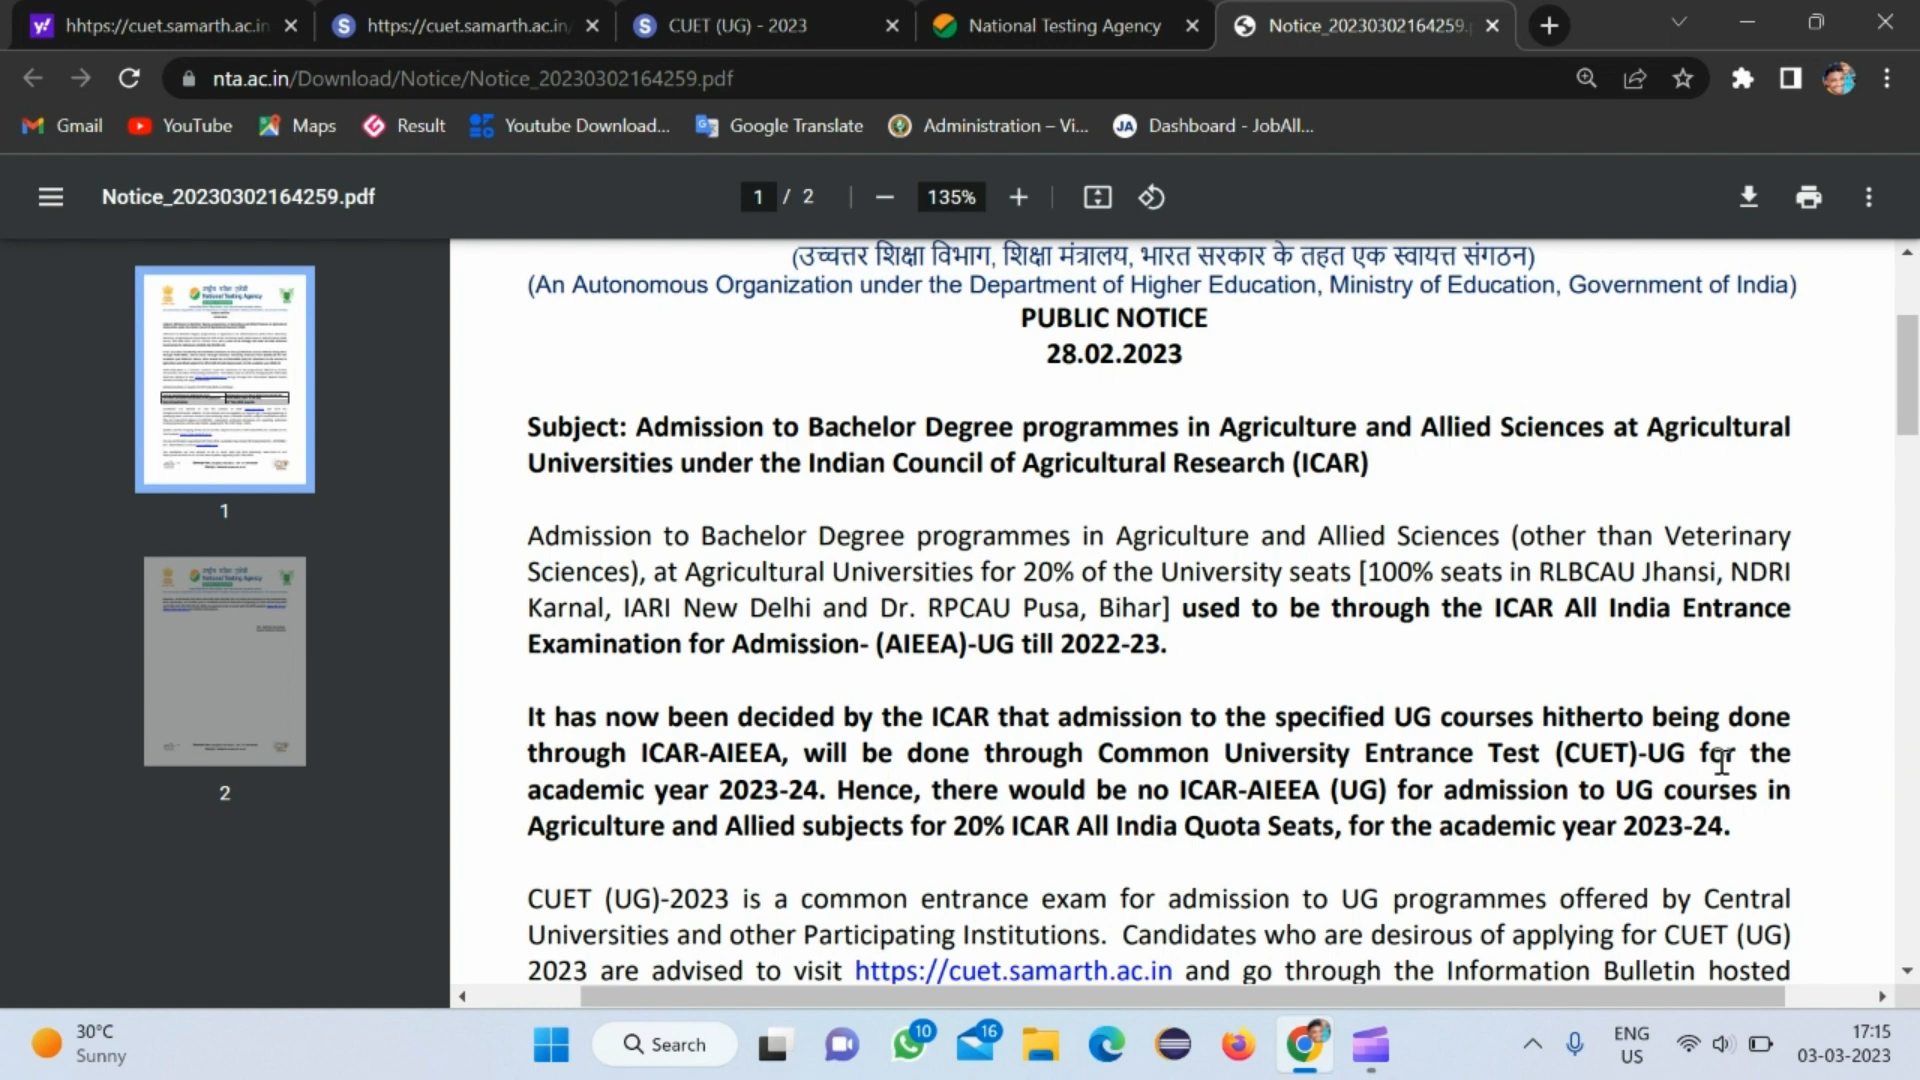 hhtps://cuet.samarth.ac.in
https://cuet.samarth.ac.in/
CUET (UG) - 2023
National Testing Agency
Notice_20230302164259.
nta.ac.in/Download/Notice/Notice_20230302164259.pdf
Gmail
YouTube
Maps
Result
Youtube Download...
Google Translate
Administration – Vi...
JA
Dashboard - JobAll...
Notice_20230302164259.pdf
1 / 2
135%
1
2
(उच्चत्तर शिक्षा विभाग, शिक्षा मंत्रालय, भारत सरकार के तहत एक स्वायत्त संगठन)
(An Autonomous Organization under the Department of Higher Education, Ministry of Education, Government of India)
PUBLIC NOTICE
28.02.2023
Subject: Admission to Bachelor Degree programmes in Agriculture and Allied Sciences at Agricultural
Universities under the Indian Council of Agricultural Research (ICAR)
Admission to Bachelor Degree programmes in Agriculture and Allied Sciences (other than Veterinary
Sciences), at Agricultural Universities for 20% of the University seats [100% seats in RLBCAU Jhansi, NDRI
Karnal, IARI New Delhi and Dr. RPCAU Pusa, Bihar] used to be through the ICAR All India Entrance
Examination for Admission- (AIEEA)-UG till 2022-23.
It has now been decided by the ICAR that admission to the specified UG courses hitherto being done
through ICAR-AIEEA, will be done through Common University Entrance Test (CUET)-UG for the
academic year 2023-24. Hence, there would be no ICAR-AIEEA (UG) for admission to UG courses in
Agriculture and Allied subjects for 20% ICAR All India Quota Seats, for the academic year 2023-24.
CUET (UG)-2023 is a common entrance exam for admission to UG programmes offered by Central
Universities and other Participating Institutions. Candidates who are desirous of applying for CUET (UG)
2023 are advised to visit https://cuet.samarth.ac.in and go through the Information Bulletin hosted
30°C
Sunny
Search
10
16
ENG
US
17:15
03-03-2023